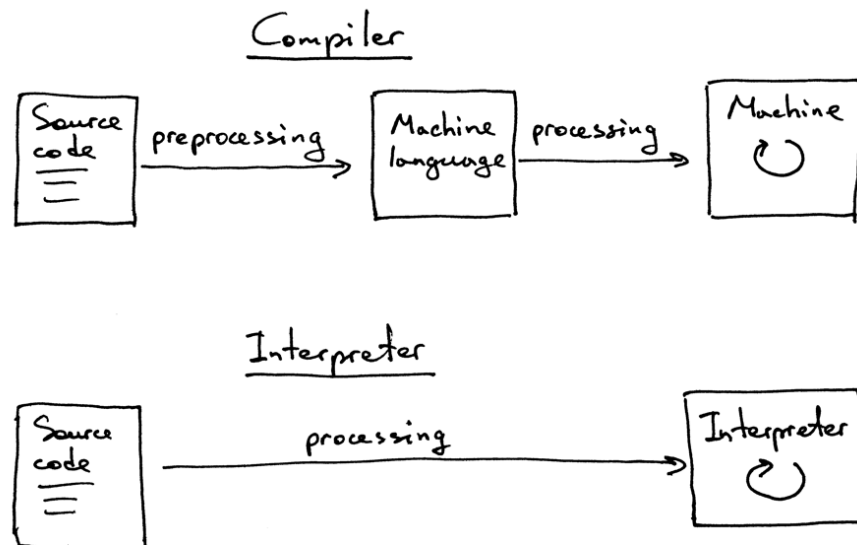 Compiler
Source
code
preprocessing
Machine
language
processing
Machine
Interpreter
Source
code
processing
Interpreter